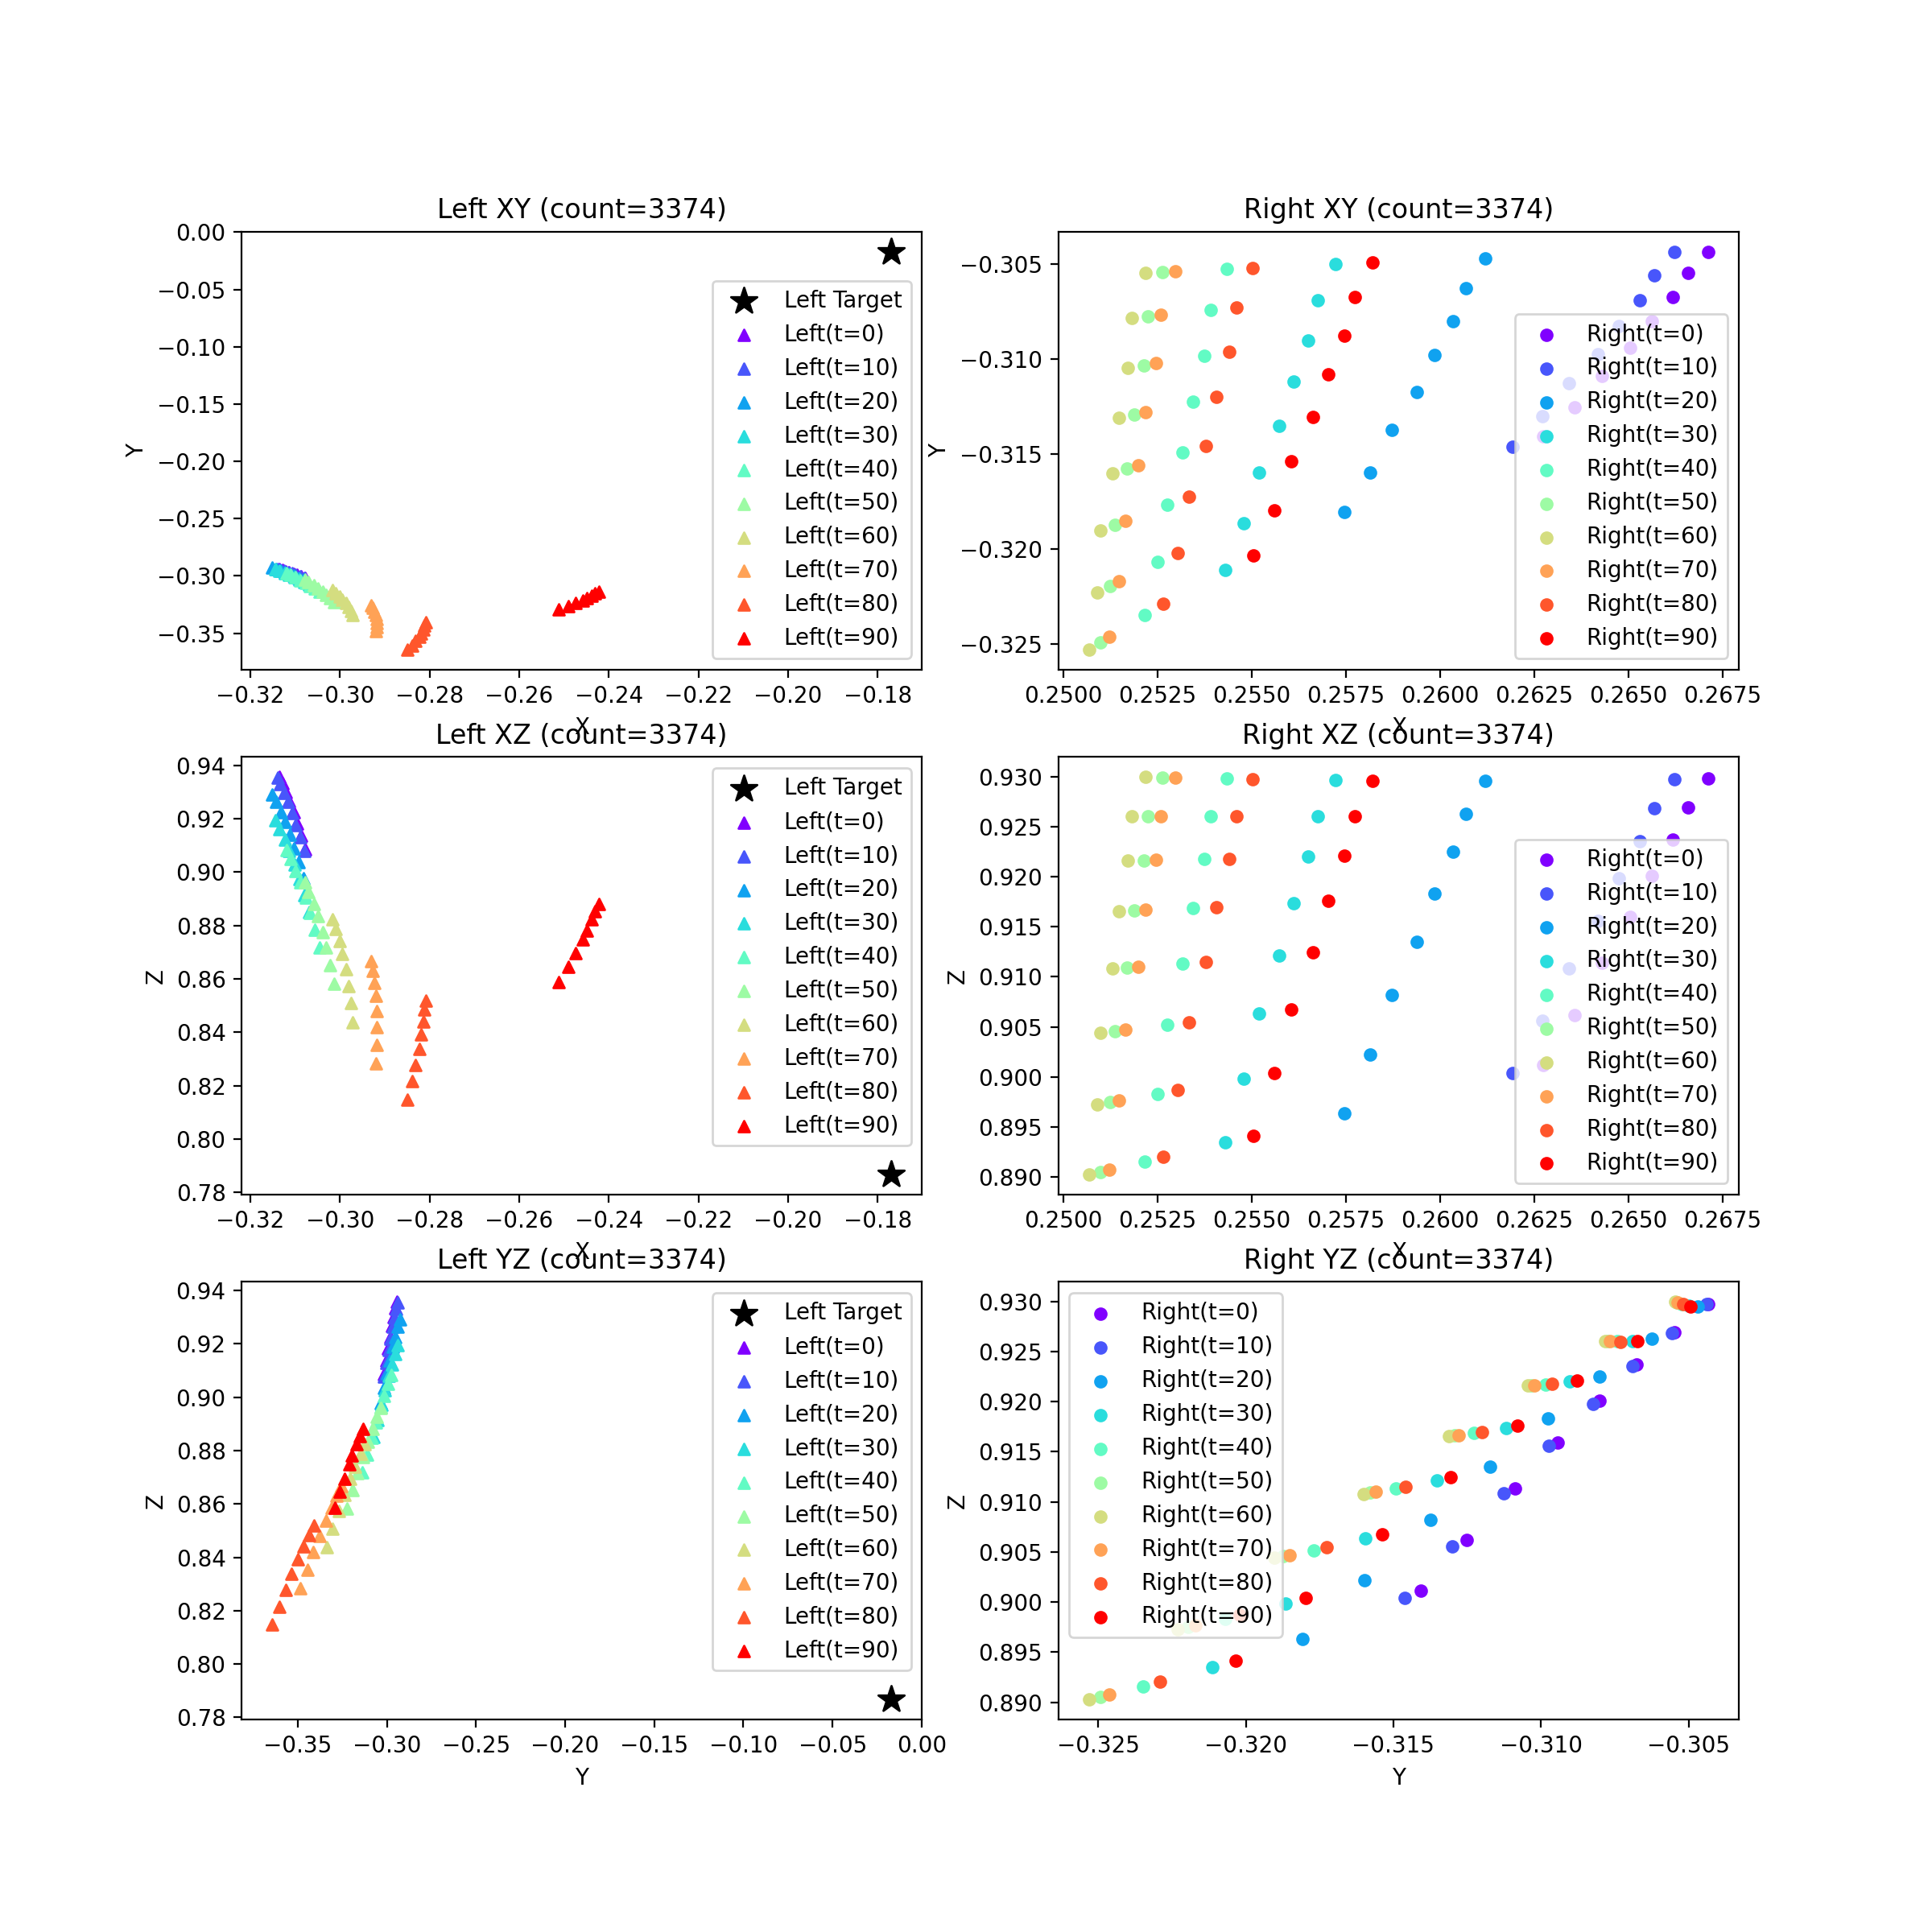 Left XY (count=3374)
0.00
−0.05
−0.10
−0.15
−0.20
−0.25
−0.30
−0.35
Y
Left Target
Left(t=0)
Left(t=10)
Left(t=20)
Left(t=30)
Left(t=40)
Left(t=50)
Left(t=60)
Left(t=70)
Left(t=80)
Left(t=90)
−0.32 −0.30 −0.28 −0.26 −0.24 −0.22 −0.20 −0.18
X
Right XY (count=3374)
−0.305
−0.310
−0.315
−0.320
−0.325
Y
Right(t=0)
Right(t=10)
Right(t=20)
Right(t=30)
Right(t=40)
Right(t=50)
Right(t=60)
Right(t=70)
Right(t=80)
Right(t=90)
0.2500 0.2525 0.2550 0.2575 0.2600 0.2625 0.2650 0.2675
X
Left XZ (count=3374)
0.94
0.92
0.90
0.88
0.86
0.84
0.82
0.80
0.78
Z
Left Target
Left(t=0)
Left(t=10)
Left(t=20)
Left(t=30)
Left(t=40)
Left(t=50)
Left(t=60)
Left(t=70)
Left(t=80)
Left(t=90)
−0.32 −0.30 −0.28 −0.26 −0.24 −0.22 −0.20 −0.18
X
Right XZ (count=3374)
0.930
0.925
0.920
0.915
0.910
0.905
0.900
0.895
0.890
Z
Right(t=0)
Right(t=10)
Right(t=20)
Right(t=30)
Right(t=40)
Right(t=50)
Right(t=60)
Right(t=70)
Right(t=80)
Right(t=90)
0.2500 0.2525 0.2550 0.2575 0.2600 0.2625 0.2650 0.2675
X
Left YZ (count=3374)
0.94
0.92
0.90
0.88
0.86
0.84
0.82
0.80
0.78
Z
Left Target
Left(t=0)
Left(t=10)
Left(t=20)
Left(t=30)
Left(t=40)
Left(t=50)
Left(t=60)
Left(t=70)
Left(t=80)
Left(t=90)
−0.35 −0.30 −0.25 −0.20 −0.15 −0.10 −0.05 0.00
Y
Right YZ (count=3374)
0.930
0.925
0.920
0.915
0.910
0.905
0.900
0.895
0.890
Z
Right(t=0)
Right(t=10)
Right(t=20)
Right(t=30)
Right(t=40)
Right(t=50)
Right(t=60)
Right(t=70)
Right(t=80)
Right(t=90)
−0.325 −0.320 −0.315 −0.310 −0.305
Y